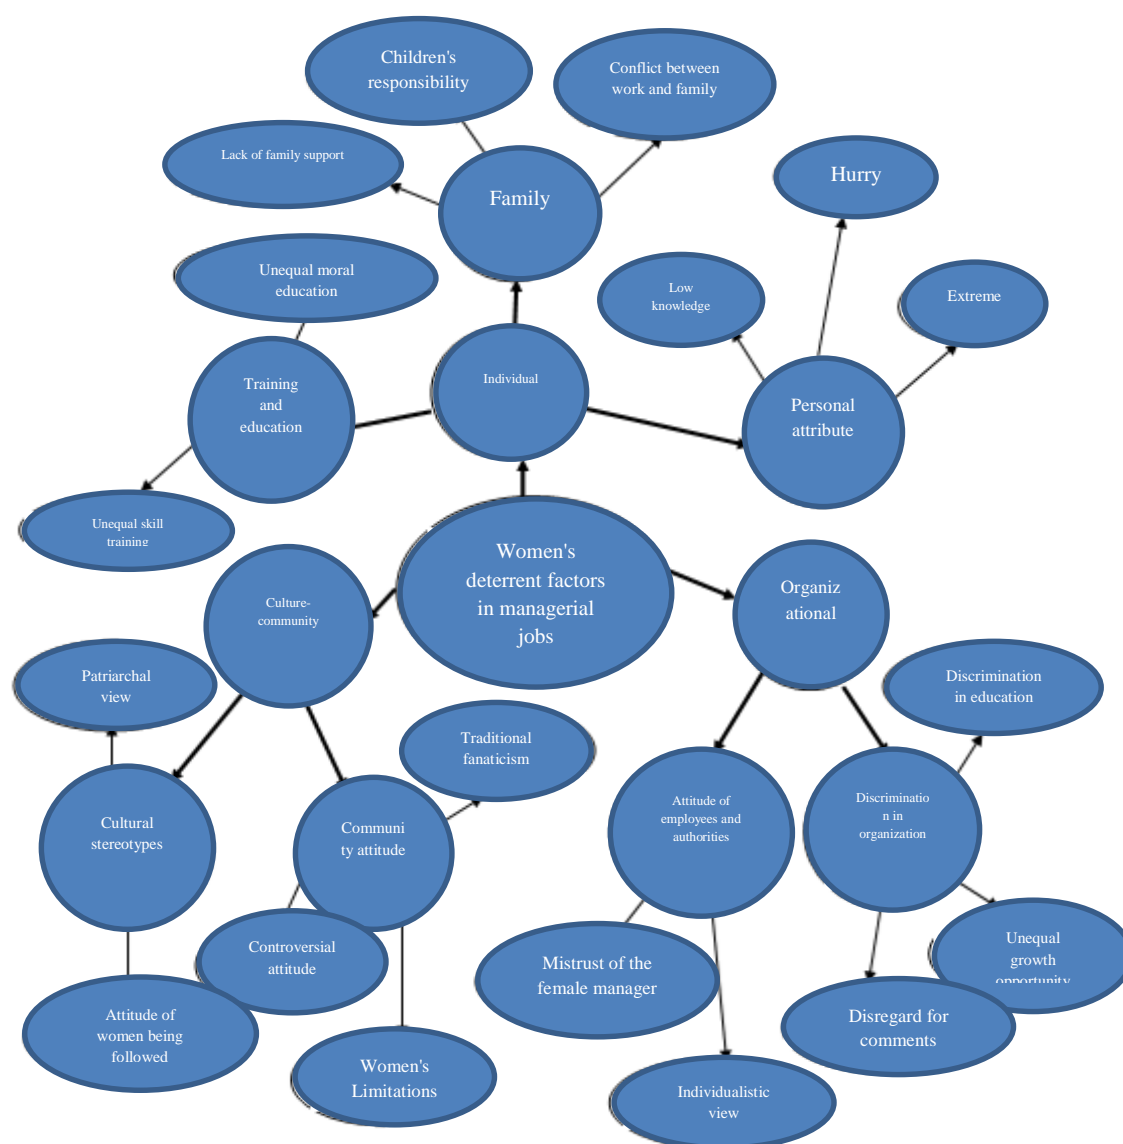 Children's
responsibility
Conflict between
work and family
Lack of family support
Family
Hurry
Unequal moral
education
Low
knowledge
Extreme
Training
and
education
Individual
Personal
attribute
Unequal skill
training
Women's
deterrent factors
in managerial
jobs
Culture-
community
Organiz
ational
Patriarchal
view
Discrimination
in education
Traditional
fanaticism
Cultural
stereotypes
Communi
ty attitude
Attitude of
employees and
authorities
Discriminatio
n in
organization
Controversial
attitude
Mistrust of the
female manager
Unequal
growth
opportunity
Attitude of
women being
followed
Disregard for
comments
Women's
Limitations
Individualistic
view